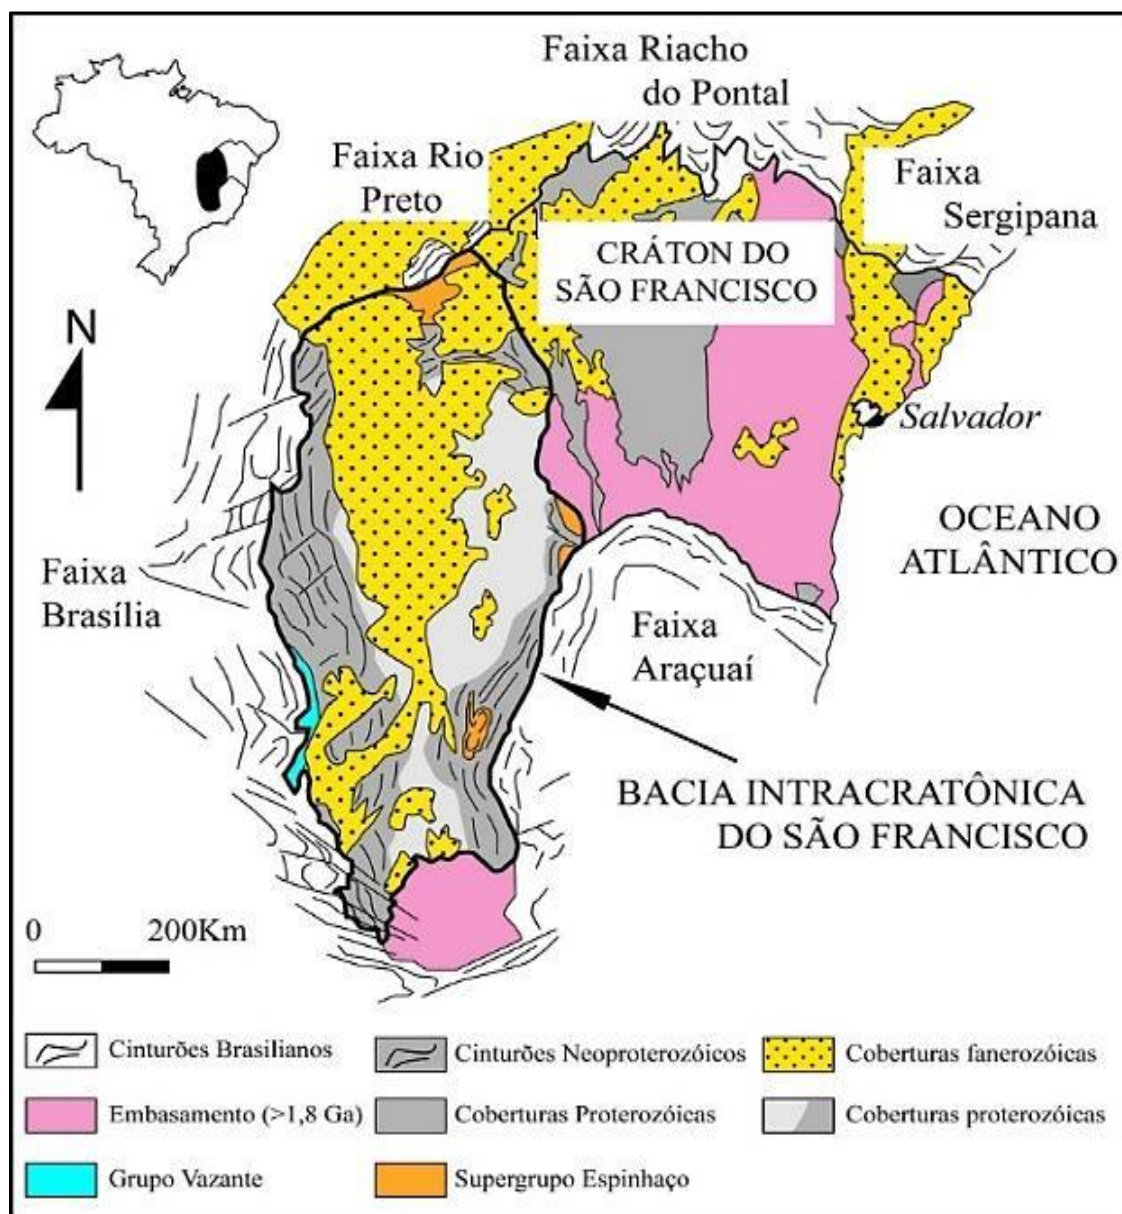 Faixa Riacho
do Pontal
Faixa Rio
Preto
Faixa
Sergipana
CRÁTON DO
SÃO FRANCISCO
N
Salvador
OCEANO
ATLÂNTICO
Faixa
Brasília
Faixa
Araçuaí
BACIA INTRACRATÔNICA
DO SÃO FRANCISCO
0 200Km
Cinturões Brasilianos
Cinturões Neoproterozóicos
Coberturas fanerozóicas
Embasamento (>1,8 Ga)
Coberturas Proterozóicas
Coberturas proterozóicas
Grupo Vazante
Supergrupo Espinhaço